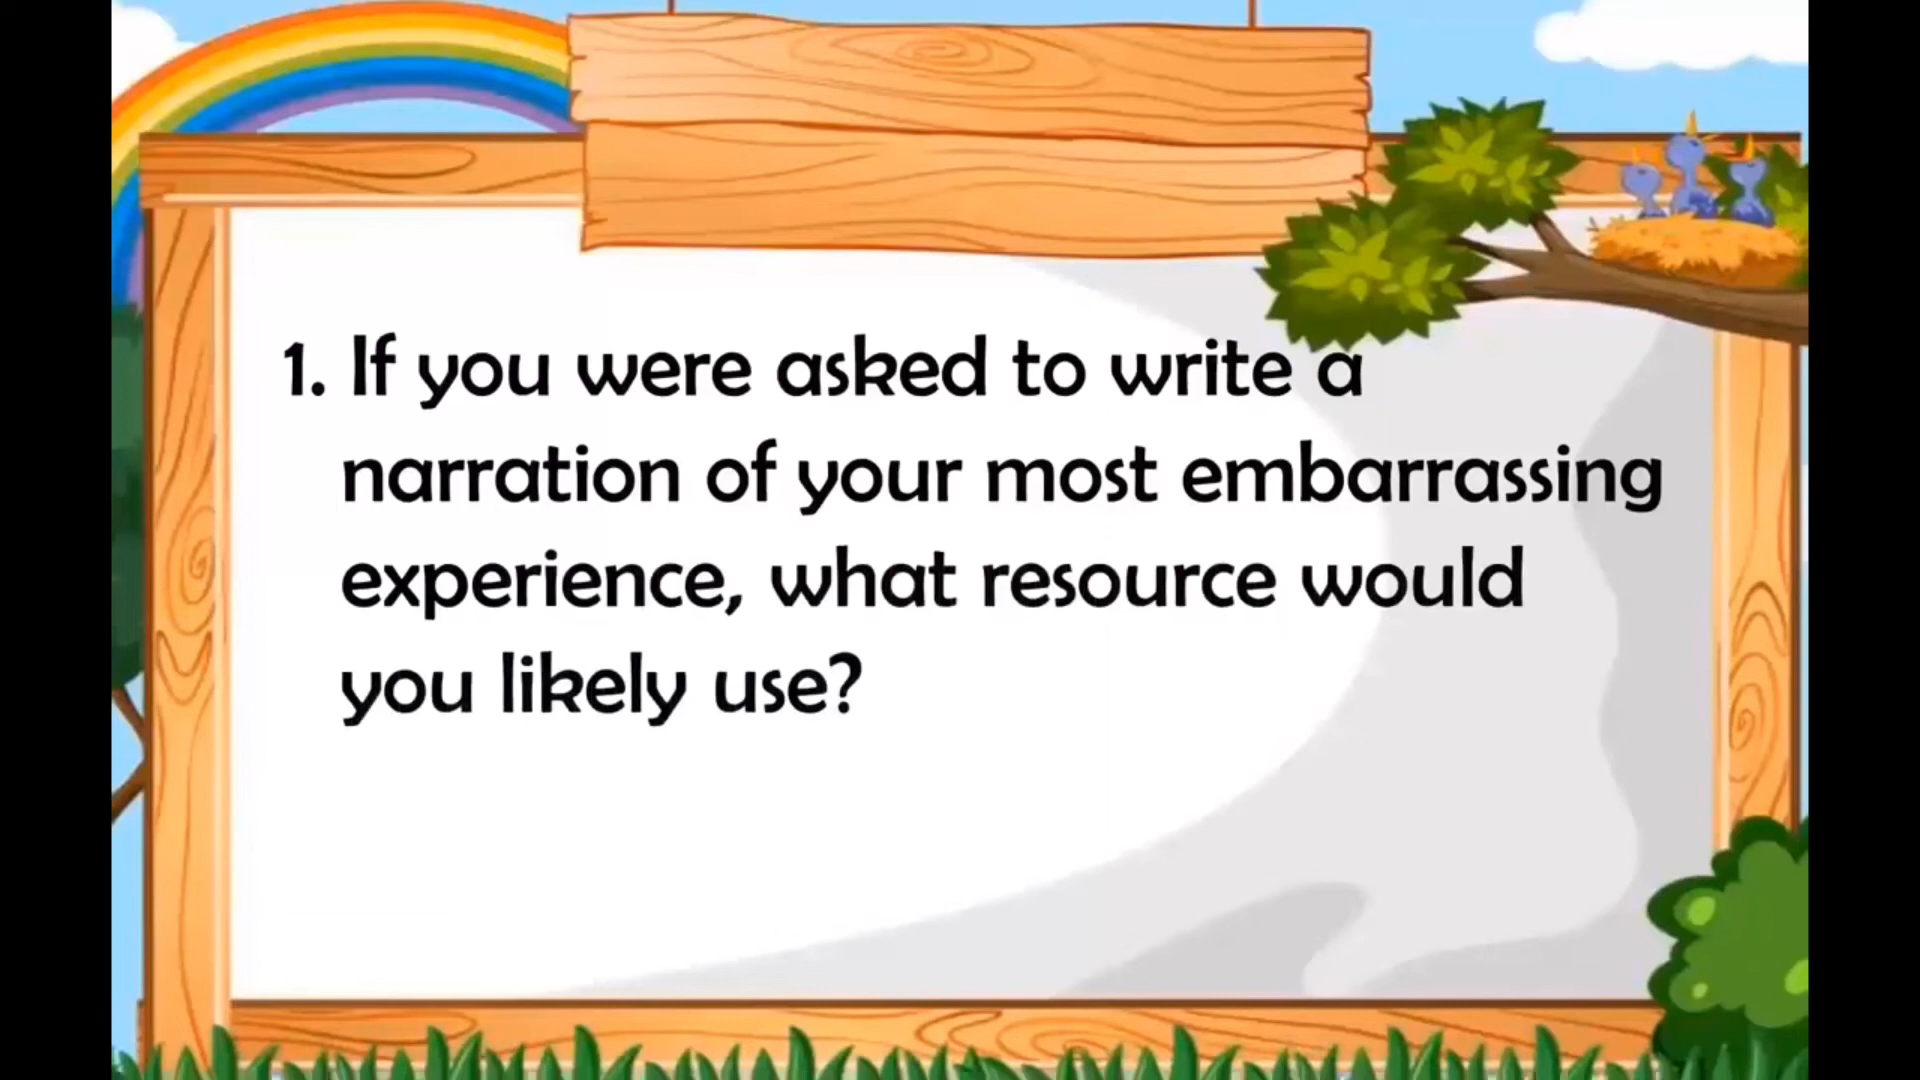 1. If you were asked to write a
narration of your most embarrassing
experience, what resource would
you likely use?